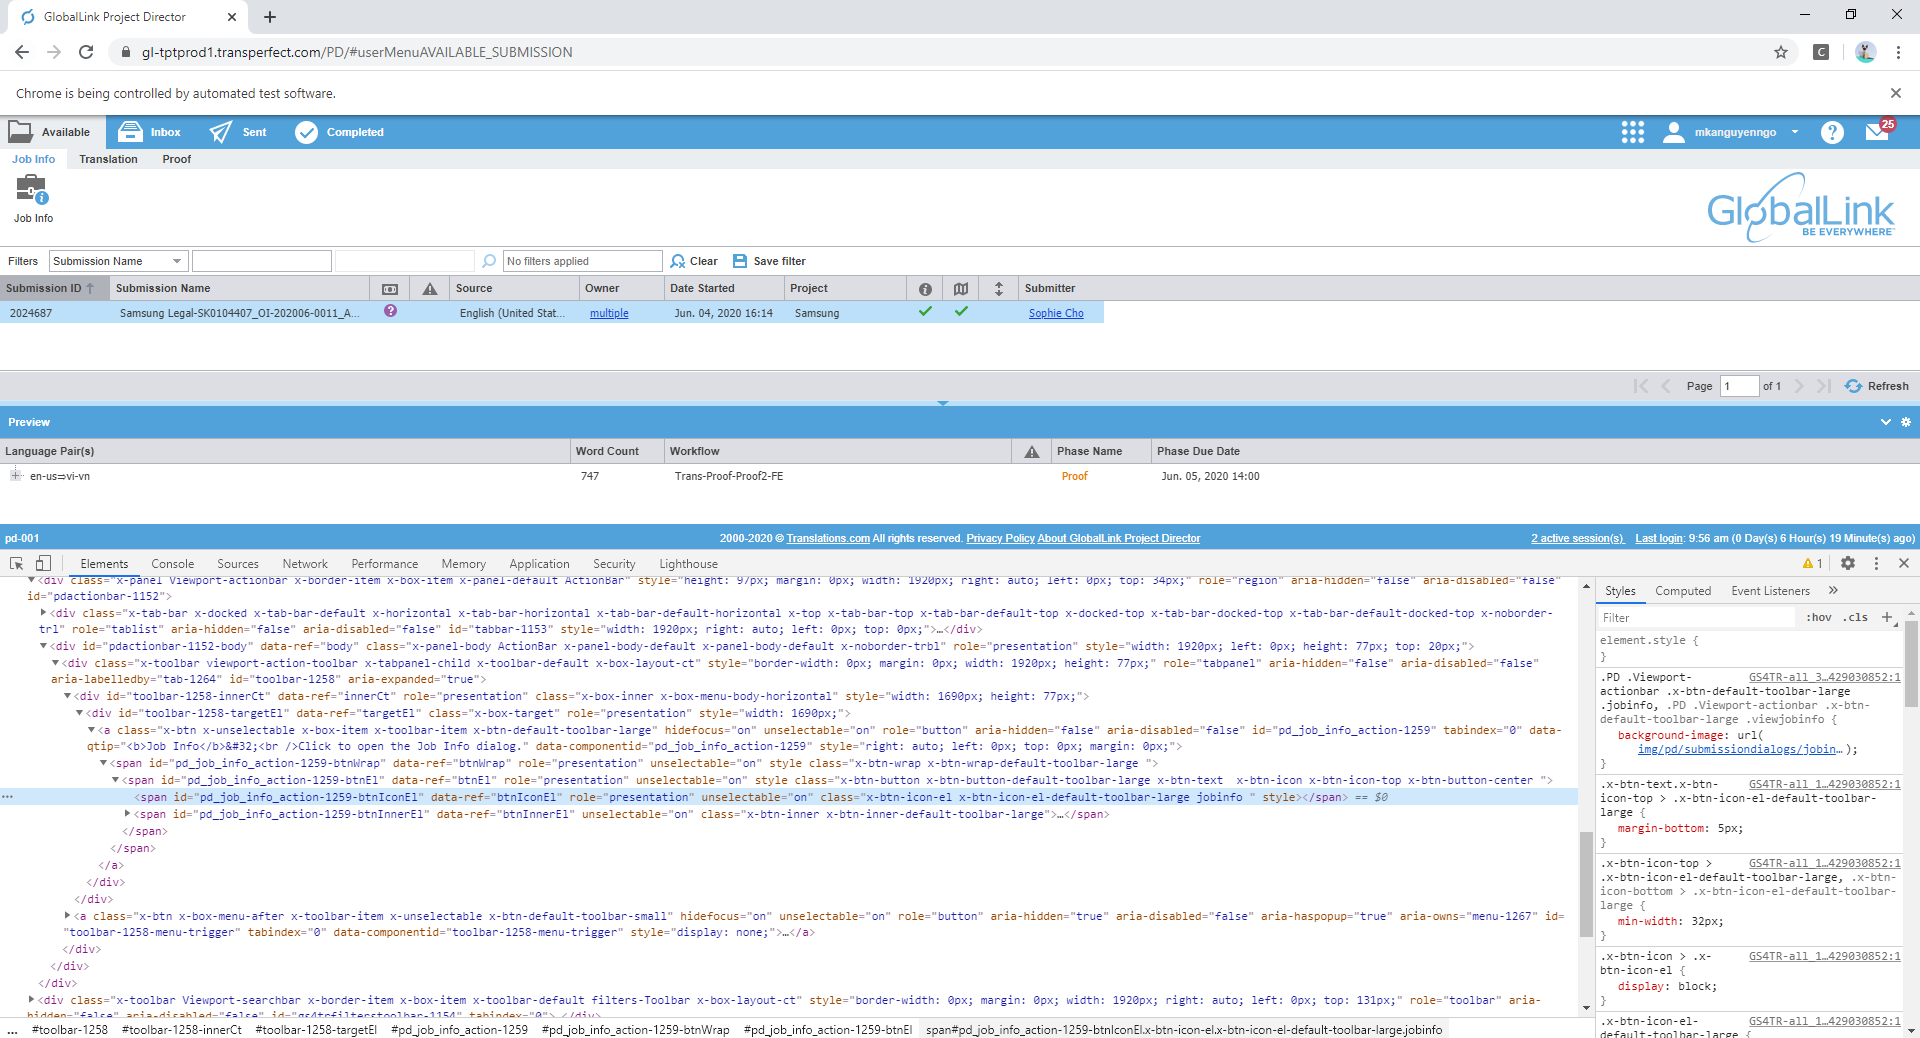 GlobalLink Project Director
gl-tptprod1.transperfect.com/PD/#userMenuAVAILABLE_SUBMISSION
Chrome is being controlled by automated test software.
Available Inbox Sent Completed mkanguyenngo ? 25
Job Info Translation Proof
Job Info
GlobalLink
BE EVERYWHERE
Filters Submission Name No filters applied Clear Save filter
Submission ID Submission Name Source Owner Date Started Project Submitter
2024687 Samsung Legal-SK0104407_OI-202006-0011_A... ? English (United Stat... multiple Jun. 04, 2020 16:14 Samsung Sophie Cho
Page 1 of 1 Refresh
Preview
Language Pair(s) Word Count Workflow Phase Name Phase Due Date
en-us⇒vi-vn 747 Trans-Proof-Proof2-FE Proof Jun. 05, 2020 14:00
pd-001 2000-2020 © Translations.com All rights reserved. Privacy Policy About GlobalLink Project Director 2 active session(s). Last login: 9:56 am (0 Day(s) 6 Hour(s) 19 Minute(s) ago)
Elements Console Sources Network Performance Memory Application Security Lighthouse 1
<div class="x-panel Viewport-actionbar x-border-item x-box-item x-panel-default ActionBar" style="height: 97px; margin: 0px; width: 1920px; right: auto; left: 0px; top: 34px;" role="region" aria-hidden="false" aria-disabled="false"
id="pdactionbar-1152">
<div class="x-tab-bar x-docked x-tab-bar-default x-horizontal x-tab-bar-horizontal x-tab-bar-default-horizontal x-top x-tab-bar-top x-tab-bar-default-top x-docked-top x-tab-bar-docked-top x-tab-bar-default-docked-top x-noborder-
trl" role="tablist" aria-hidden="false" aria-disabled="false" id="tabbar-1153" style="width: 1920px; right: auto; left: 0px; top: 0px;">…</div>
<div id="pdactionbar-1152-body" data-ref="body" class="x-panel-body ActionBar x-panel-body-default x-panel-body-default x-noborder-trbl" role="presentation" style="width: 1920px; left: 0px; height: 77px; top: 20px;">
<div class="x-toolbar viewport-action-toolbar x-tabpanel-child x-toolbar-default x-box-layout-ct" style="border-width: 0px; margin: 0px; width: 1920px; height: 77px;" role="tabpanel" aria-hidden="false" aria-disabled="false"
aria-labelledby="tab-1264" id="toolbar-1258" aria-expanded="true">
<div id="toolbar-1258-innerCt" data-ref="innerCt" role="presentation" class="x-box-inner x-box-menu-body-horizontal" style="width: 1690px; height: 77px;">
<div id="toolbar-1258-targetEl" data-ref="targetEl" class="x-box-target" role="presentation" style="width: 1690px;">
<a class="x-btn x-unselectable x-box-item x-toolbar-item x-btn-default-toolbar-large" hidefocus="on" unselectable="on" role="button" aria-hidden="false" aria-disabled="false" id="pd_job_info_action-1259" tabindex="0" data-
qtip="<b>Job Info</b>&#32;<br />Click to open the Job Info dialog." data-componentid="pd_job_info_action-1259" style="right: auto; left: 0px; top: 0px; margin: 0px;">
<span id="pd_job_info_action-1259-btnWrap" data-ref="btnWrap" role="presentation" unselectable="on" style class="x-btn-wrap x-btn-wrap-default-toolbar-large ">
<span id="pd_job_info_action-1259-btnEl" data-ref="btnEl" role="presentation" unselectable="on" style class="x-btn-button x-btn-button-default-toolbar-large x-btn-text  x-btn-icon x-btn-icon-top x-btn-button-center ">
... <span id="pd_job_info_action-1259-btnIconEl" data-ref="btnIconEl" role="presentation" unselectable="on" class="x-btn-icon-el x-btn-icon-el-default-toolbar-large jobinfo " style></span> == $0
<span id="pd_job_info_action-1259-btnInnerEl" data-ref="btnInnerEl" unselectable="on" class="x-btn-inner x-btn-inner-default-toolbar-large">…</span>
</span>
</span>
</a>
</div>
</div>
<a class="x-btn x-box-menu-after x-toolbar-item x-unselectable x-btn-default-toolbar-small" hidefocus="on" unselectable="on" role="button" aria-hidden="true" aria-disabled="false" aria-haspopup="true" aria-owns="menu-1267" id=
"toolbar-1258-menu-trigger" tabindex="0" data-componentid="toolbar-1258-menu-trigger" style="display: none;">…</a>
</div>
</div>
</div>
<div class="x-toolbar Viewport-searchbar x-border-item x-box-item x-toolbar-default filters-Toolbar x-box-layout-ct" style="border-width: 0px; margin: 0px; width: 1920px; right: auto; left: 0px; top: 131px;" role="toolbar" aria-
hidden="false" aria-disabled="false" id="gs4trfilterstoolbar-1154" tabindex="0">…</div>
... #toolbar-1258 #toolbar-1258-innerCt #toolbar-1258-targetEl #pd_job_info_action-1259 #pd_job_info_action-1259-btnWrap #pd_job_info_action-1259-btnEl span#pd_job_info_action-1259-btnIconEl.x-btn-icon-el.x-btn-icon-el-default-toolbar-large.jobinfo
Styles Computed Event Listeners »
Filter :hov .cls +
element.style {
}
.PD .Viewport- GS4TR-all_3…429030852:1
actionbar .x-btn-default-toolbar-large
.jobinfo, .PD .Viewport-actionbar .x-btn-
default-toolbar-large .viewjobinfo {
background-image: url(
img/pd/submissiondialogs/jobin… );
}
.x-btn-text.x-btn- GS4TR-all_1…429030852:1
icon-top > .x-btn-icon-el-default-toolbar-
large {
margin-bottom: 5px;
}
.x-btn-icon-top > GS4TR-all_1…429030852:1
.x-btn-icon-el-default-toolbar-large, .x-btn-
icon-bottom > .x-btn-icon-el-default-toolbar-
large {
min-width: 32px;
}
.x-btn-icon > .x- GS4TR-all_1…429030852:1
btn-icon-el {
display: block;
}
.x-btn-icon-el- GS4TR-all_1…429030852:1
default-toolbar-large {